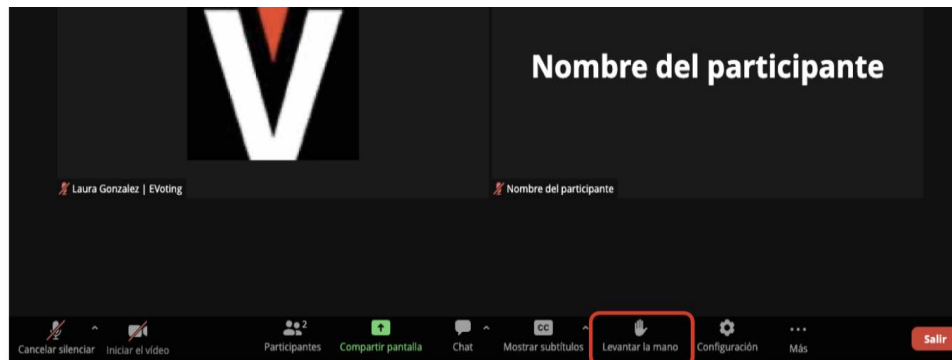 V
Nombre del participante
Laura Gonzalez | EVoting
Nombre del participante
2
CC
Cancelar silenciar
Iniciar el vídeo
Participantes
Compartir pantalla
Chat
Mostrar subtítulos
Levantar la mano
Configuración
Más
Salir